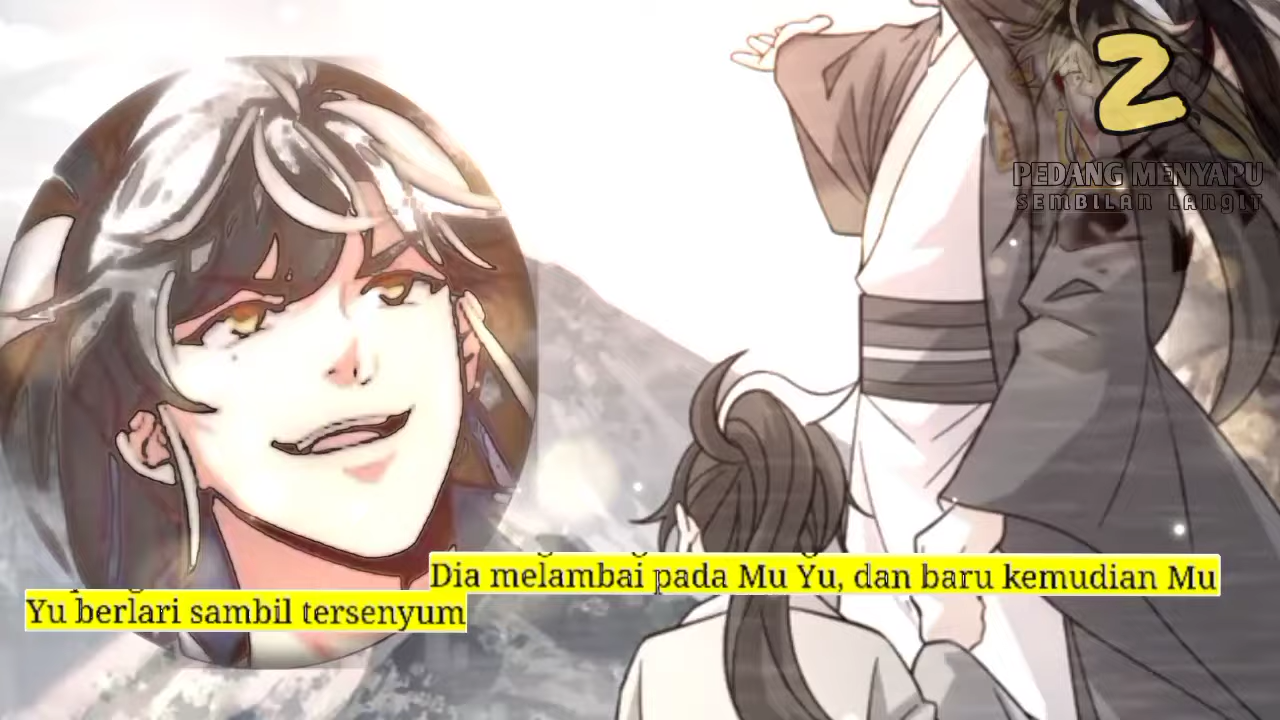 2
PEDANG MENYAPU
SEMBILAN LANGIT
Dia melambai pada Mu Yu, dan baru kemudian Mu
Yu berlari sambil tersenyum